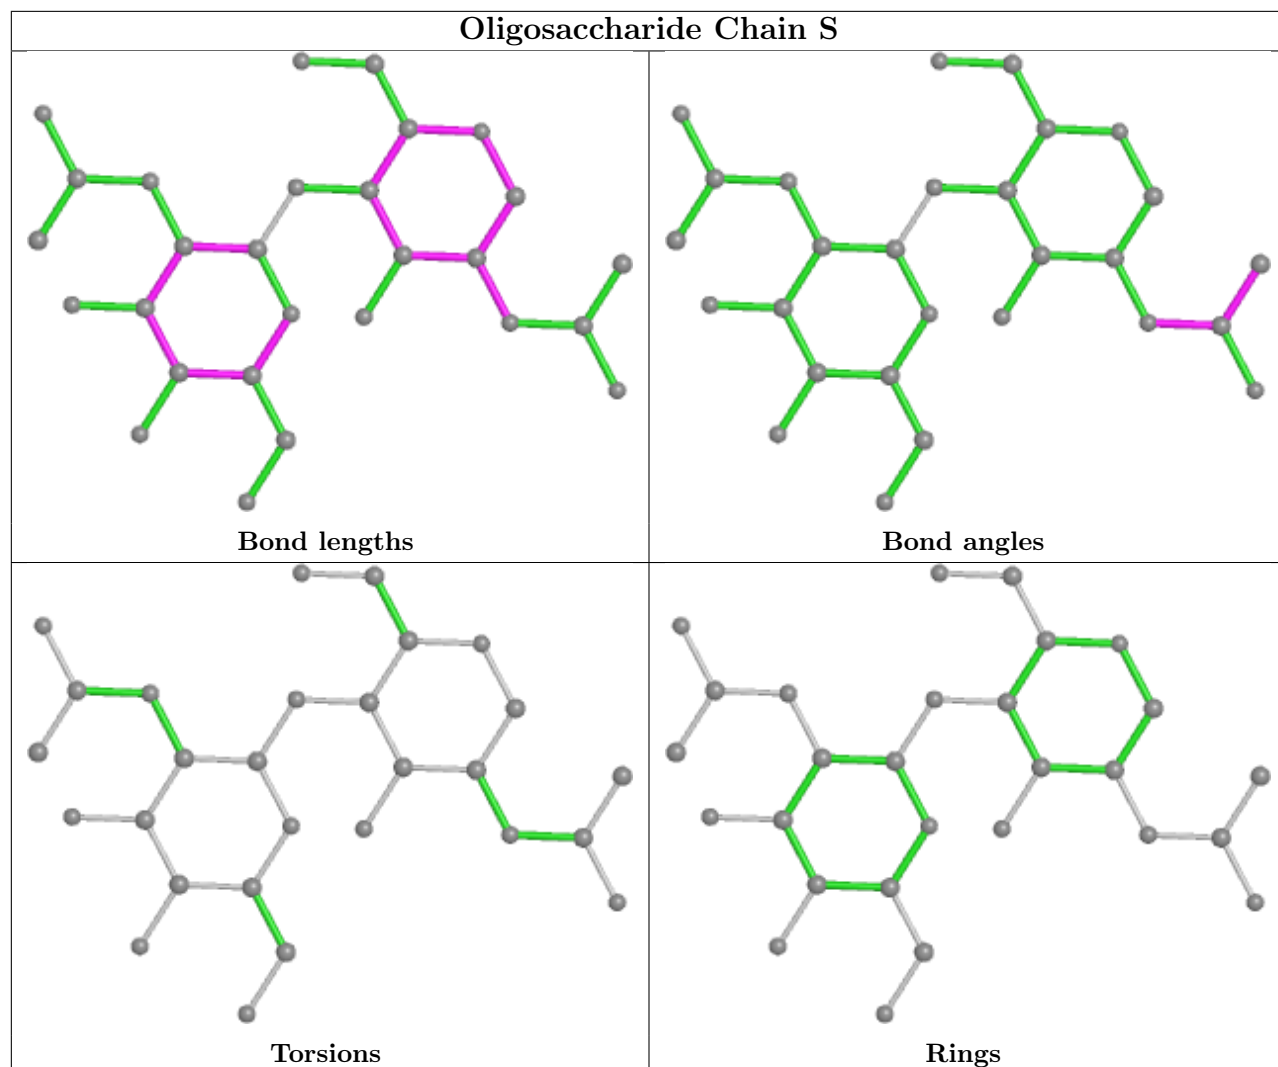 Oligosaccharide Chain S
Bond lengths
Bond angles
Torsions
Rings